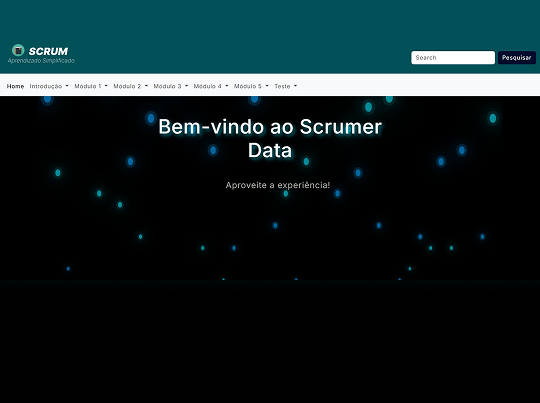 SCRUM
Aprendizado Simplificado
Search
Pesquisar
Home Introdução Módulo 1 Módulo 2 Módulo 3 Módulo 4 Módulo 5 Teste
Bem-vindo ao Scrumer
Data
Aproveite a experiência!